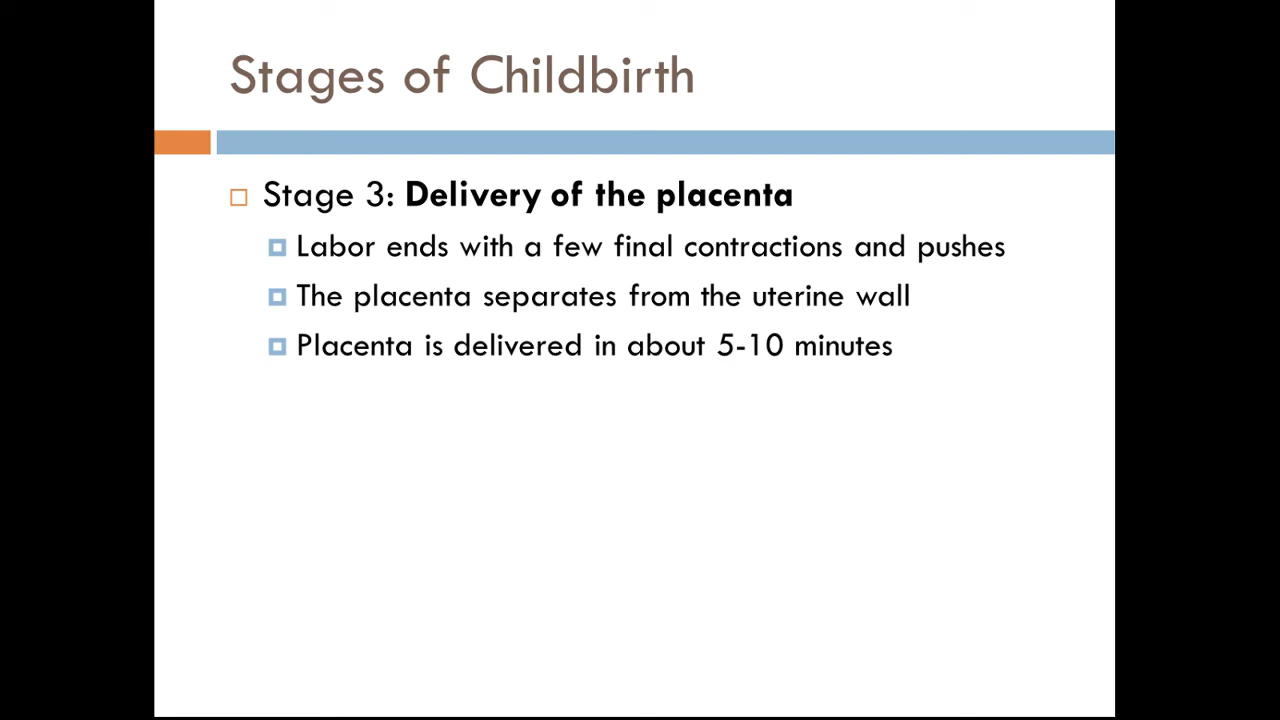 Stages of Childbirth
Stage 3: Delivery of the placenta
Labor ends with a few final contractions and pushes
The placenta separates from the uterine wall
Placenta is delivered in about 5-10 minutes